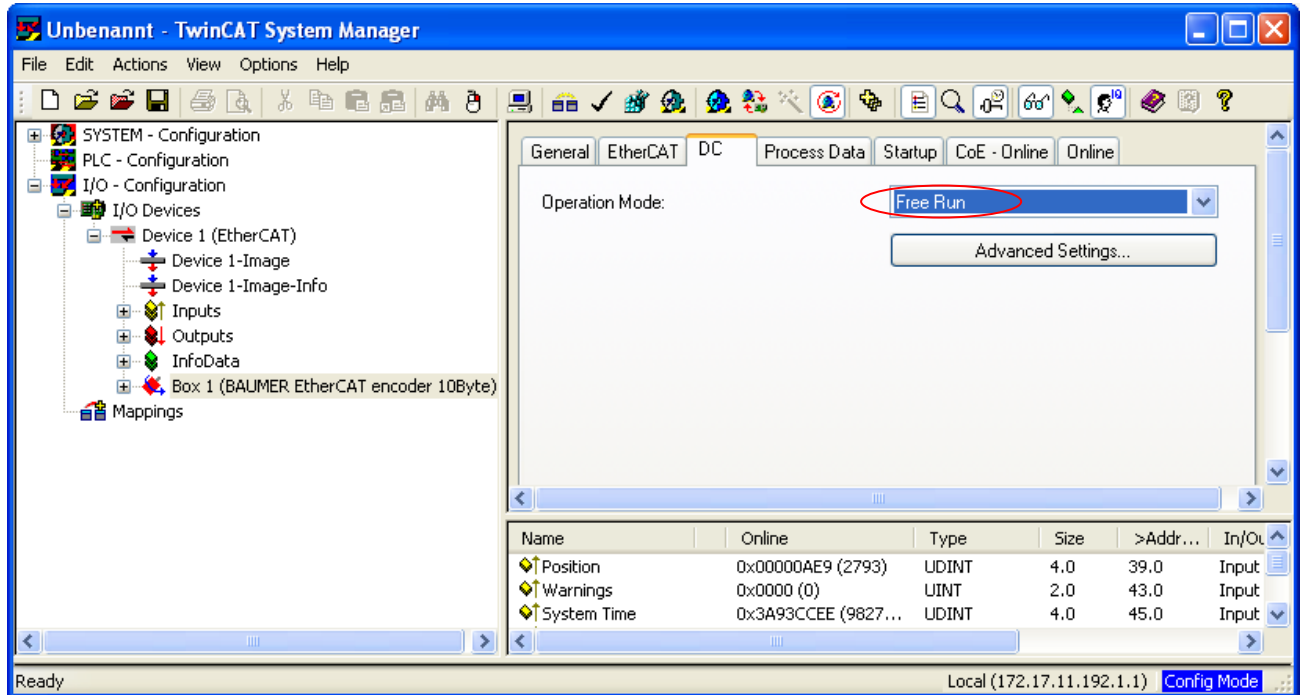 Unbenannt - TwinCAT System Manager
File Edit Actions View Options Help
SYSTEM - Configuration
PLC - Configuration
I/O - Configuration
I/O Devices
Device 1 (EtherCAT)
Device 1-Image
Device 1-Image-Info
Inputs
Outputs
InfoData
Box 1 (BAUMER EtherCAT encoder 10Byte)
Mappings
General EtherCAT DC Process Data Startup CoE - Online Online
Operation Mode: Free Run
Advanced Settings...
Name Online Type Size >Addr... In/Ou
Position 0x00000AE9 (2793) UDINT 4.0 39.0 Input
Warnings 0x0000 (0) UINT 2.0 43.0 Input
System Time 0x3A93CCEE (9827... UDINT 4.0 45.0 Input
Ready Local (172.17.11.192.1.1) Config Mode